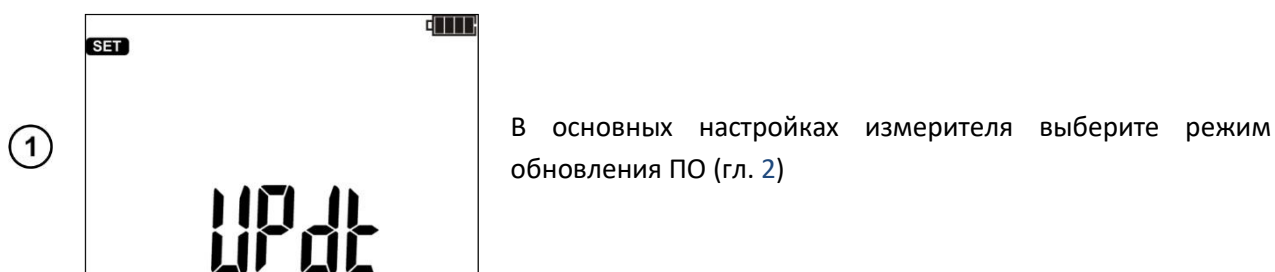 SET
①
В основных настройках измерителя выберите режим
обновления ПО (гл. 2)
UPdt